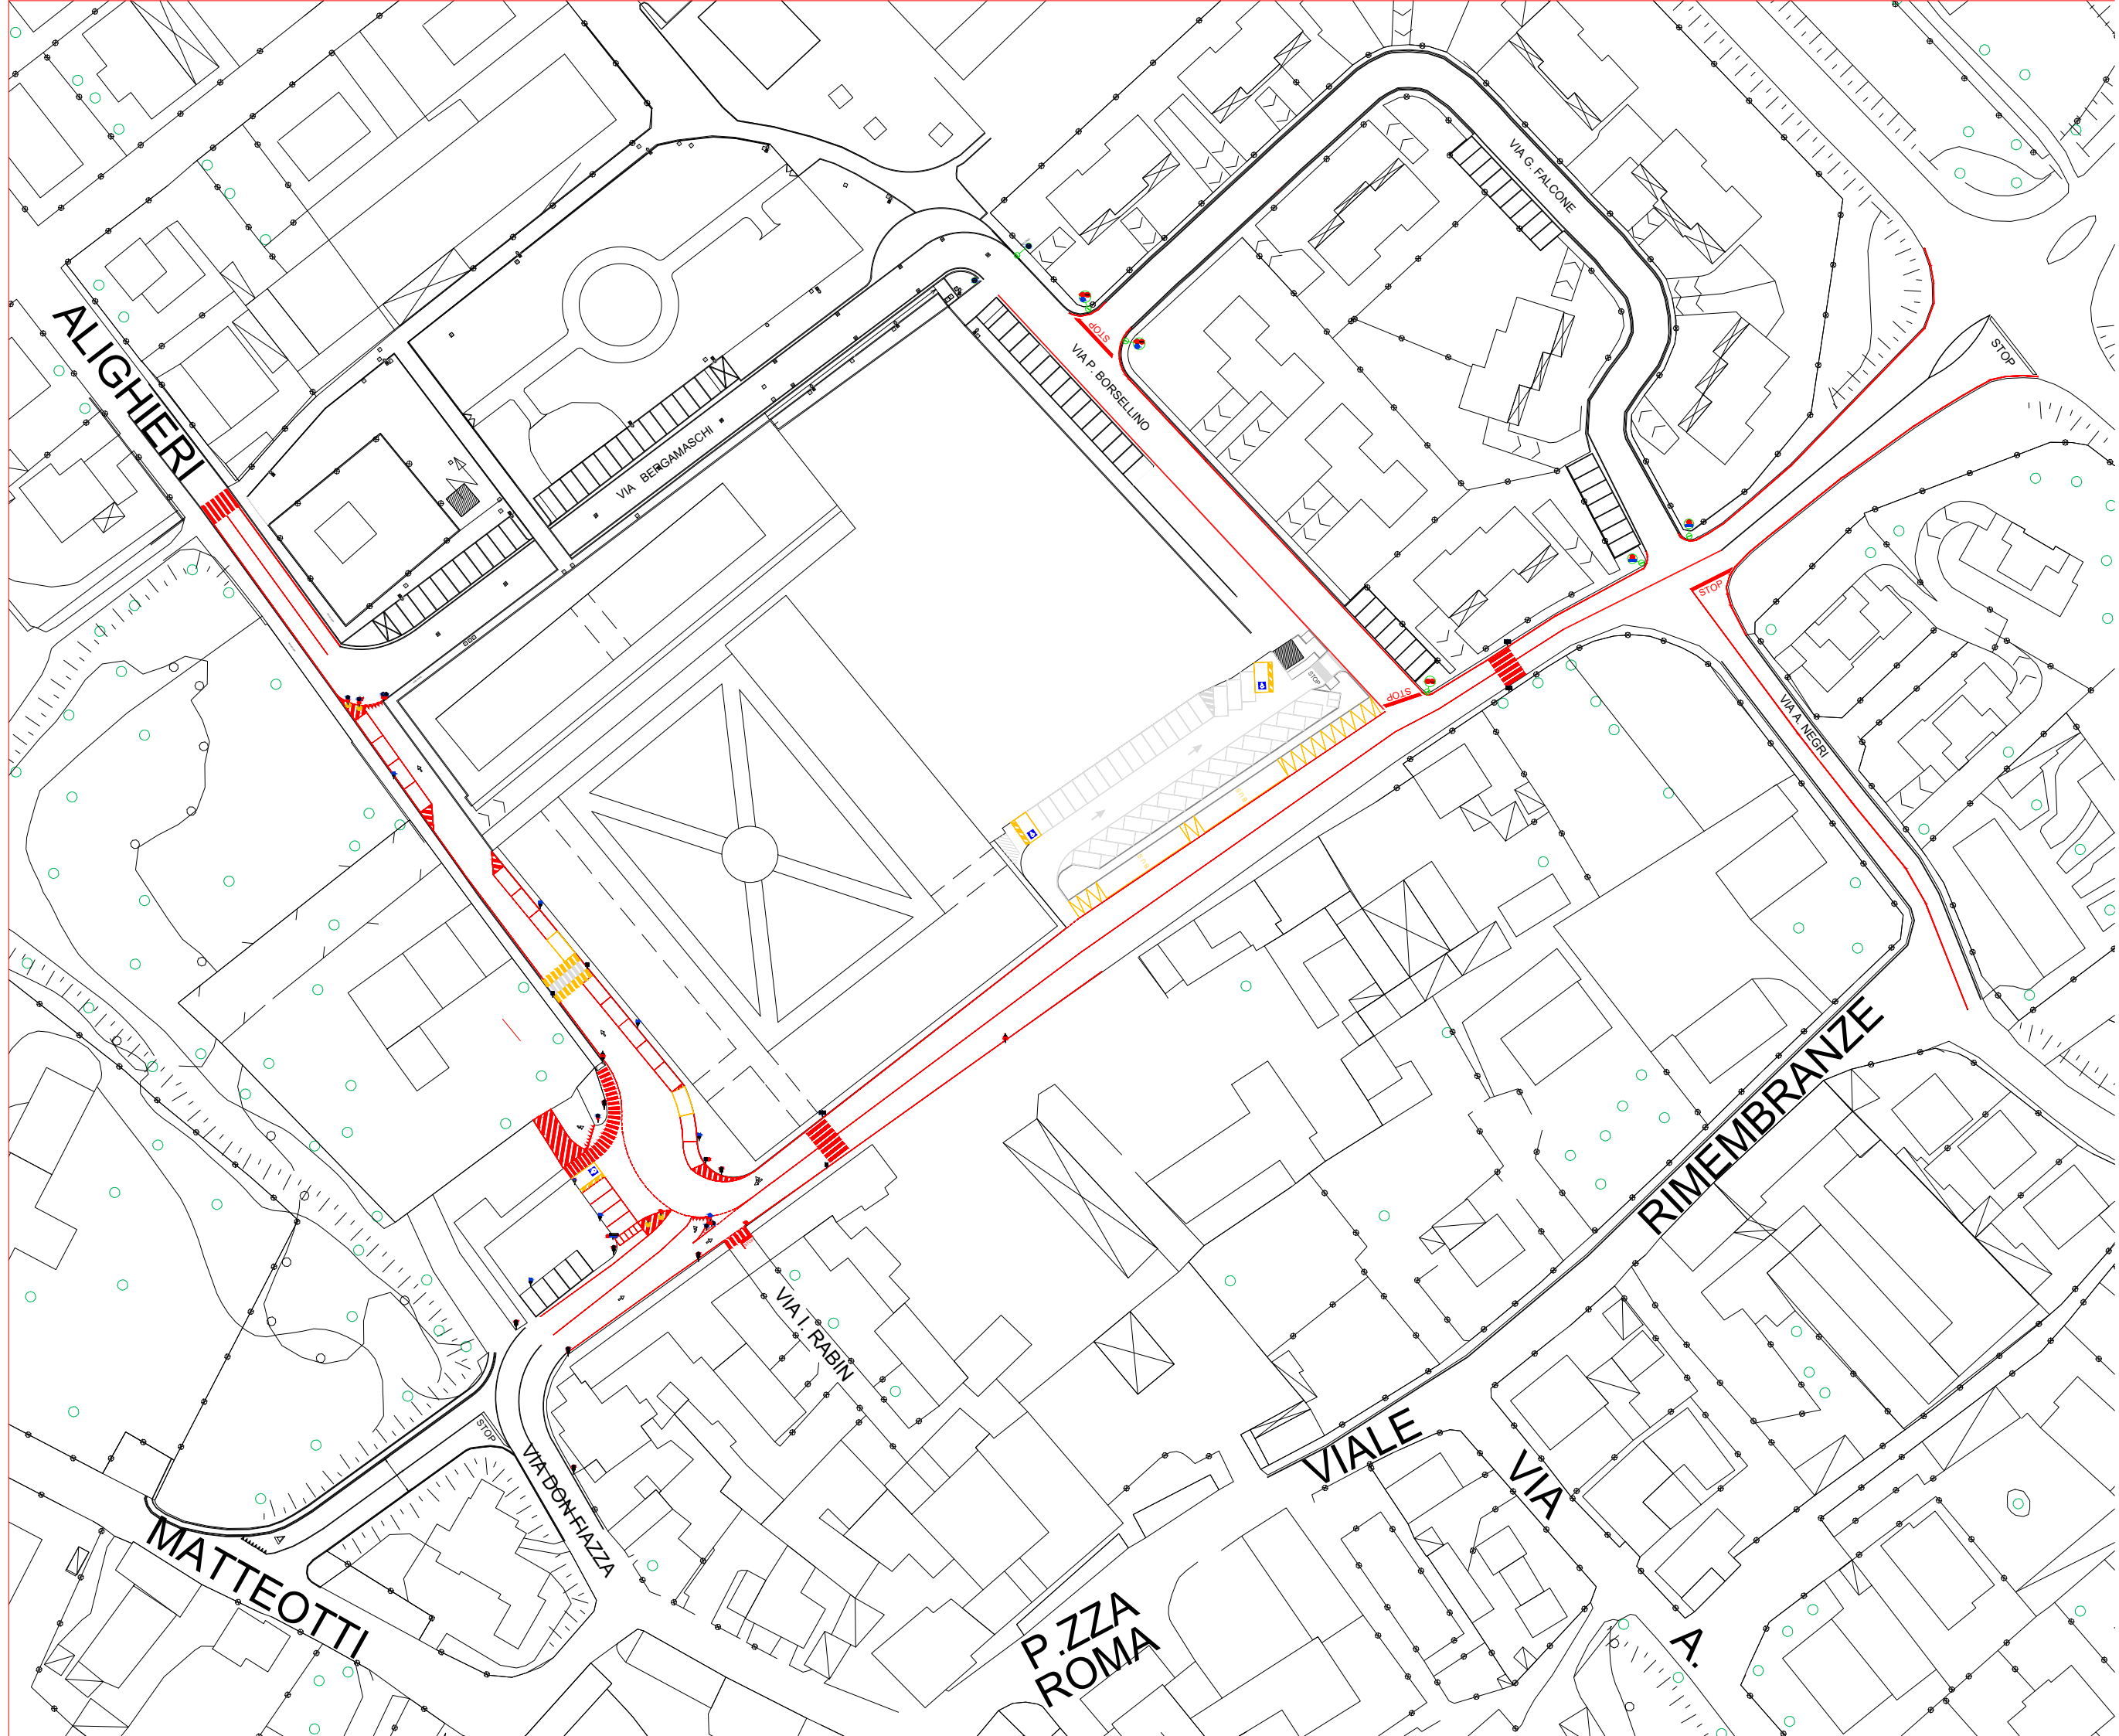 VIA G. FALCONE
ALIGHIERI
STOP
VIA P. BORSELLINO
STOP
VIA BERGAMASCHI
STOP
STOP
STOP
VIA A. NEGRI
RIMEMBRANZE
VIA I. RABIN
STOP
VIA DON FIAZZA
VIALE
VIA
MATTEOTTI
P.ZZA
ROMA
A.